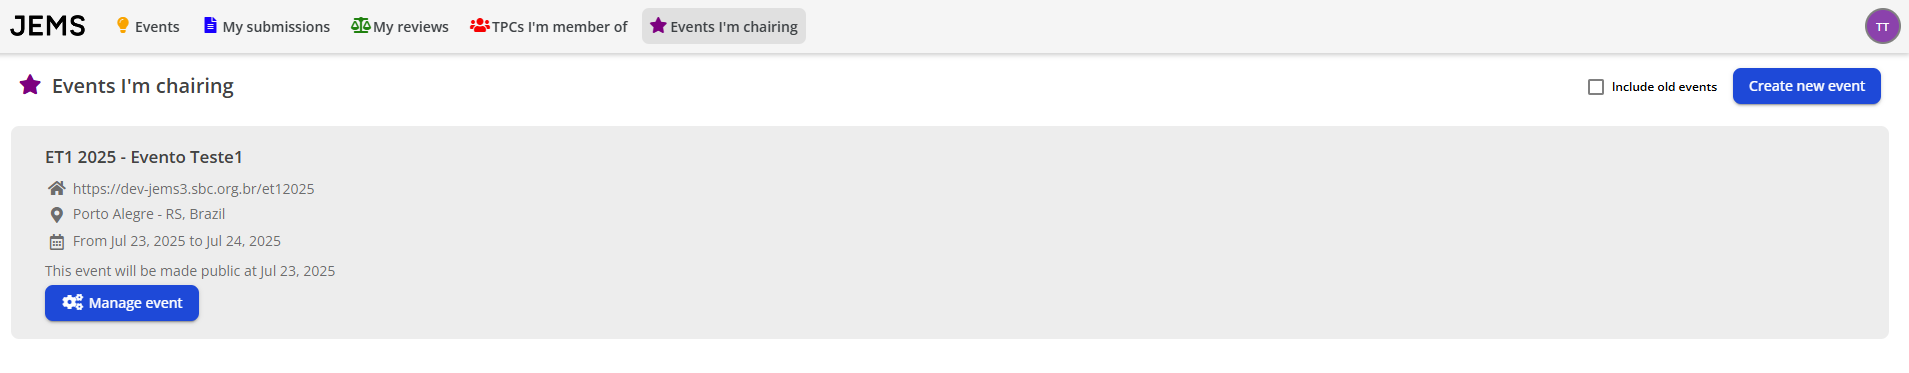 JEMS Events My submissions My reviews TPCs I'm member of Events I'm chairing TT
Events I'm chairing Include old events Create new event
ET1 2025 - Evento Teste1
https://dev-jems3.sbc.org.br/et12025
Porto Alegre - RS, Brazil
From Jul 23, 2025 to Jul 24, 2025
This event will be made public at Jul 23, 2025
Manage event